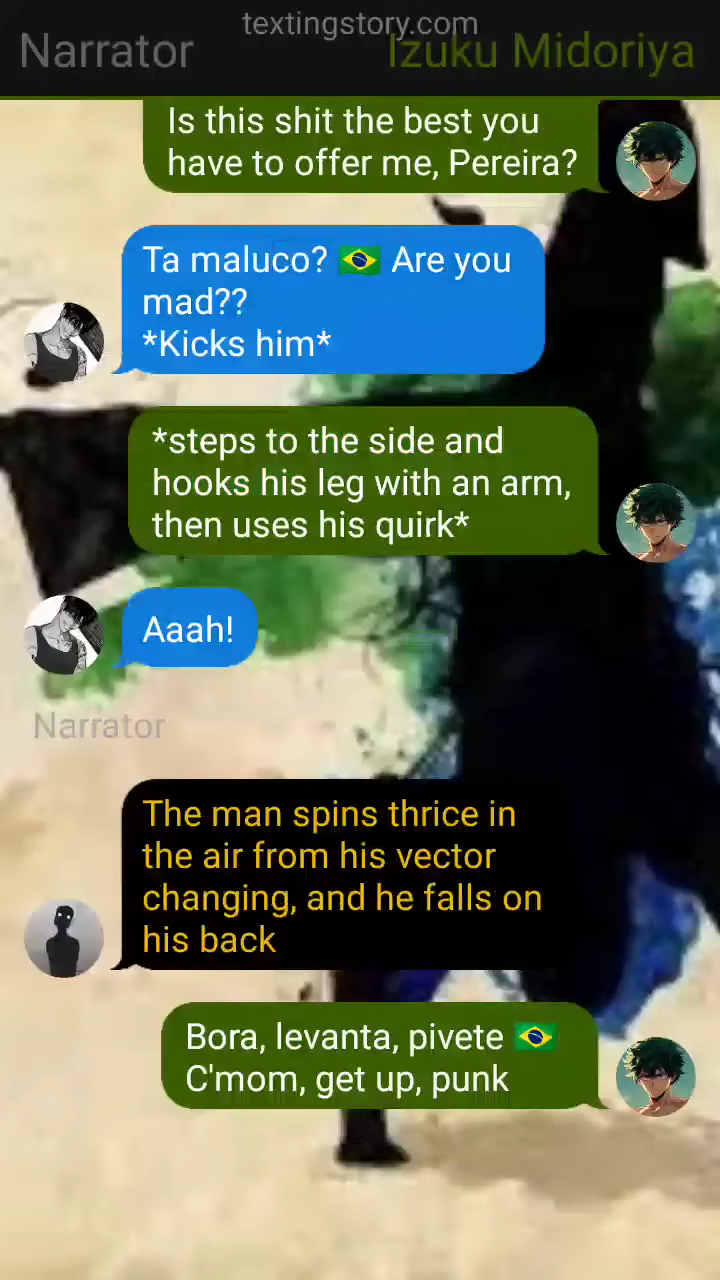 textingstory.com
Narrator
Izuku Midoriya
Is this shit the best you
have to offer me, Pereira?
Ta maluco? 🇧🇷 Are you
mad??
*Kicks him*
*steps to the side and
hooks his leg with an arm,
then uses his quirk*
Aaah!
Narrator
The man spins thrice in
the air from his vector
changing, and he falls on
his back
Bora, levanta, pivete 🇧🇷
C'mom, get up, punk